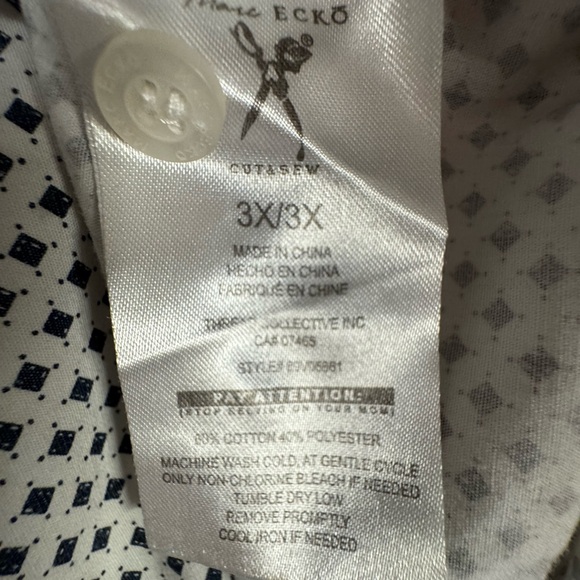 Marc ECKŌ
®
CUT&SEW
3X/3X
MADE IN CHINA
HECHO EN CHINA
FABRIQUÉ EN CHINE
COLLECTIVE INC
CA# 07465
STYLE#
PAY ATTENTION:
(STOP RELYING ON YOUR MOM)
60% COTTON 40% POLYESTER
MACHINE WASH COLD, AT GENTLE CYCLE
ONLY NON-CHLORINE BLEACH IF NEEDED
TUMBLE DRY LOW
REMOVE PROMPTLY
COOL IRON IF NEEDED